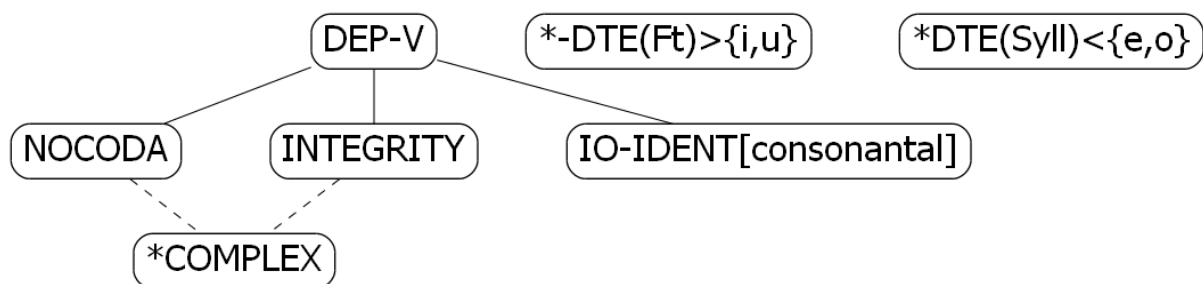 DEP-V *-DTE(Ft)>{i,u} *DTE(Syll)<{e,o}
NOCODA INTEGRITY IO-IDENT[consonantal]
*COMPLEX